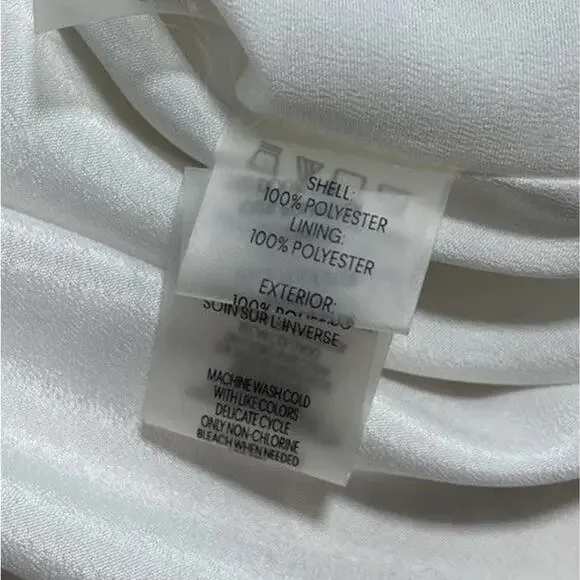 SHELL:
100% POLYESTER
LINING:
100% POLYESTER
EXTERIOR:
100%
SOIN SUR L'INVERSE
MACHINE WASH COLD
WITH LIKE COLORS
DELICATE CYCLE
ONLY NON-CHLORINE
BLEACH WHEN NEEDED